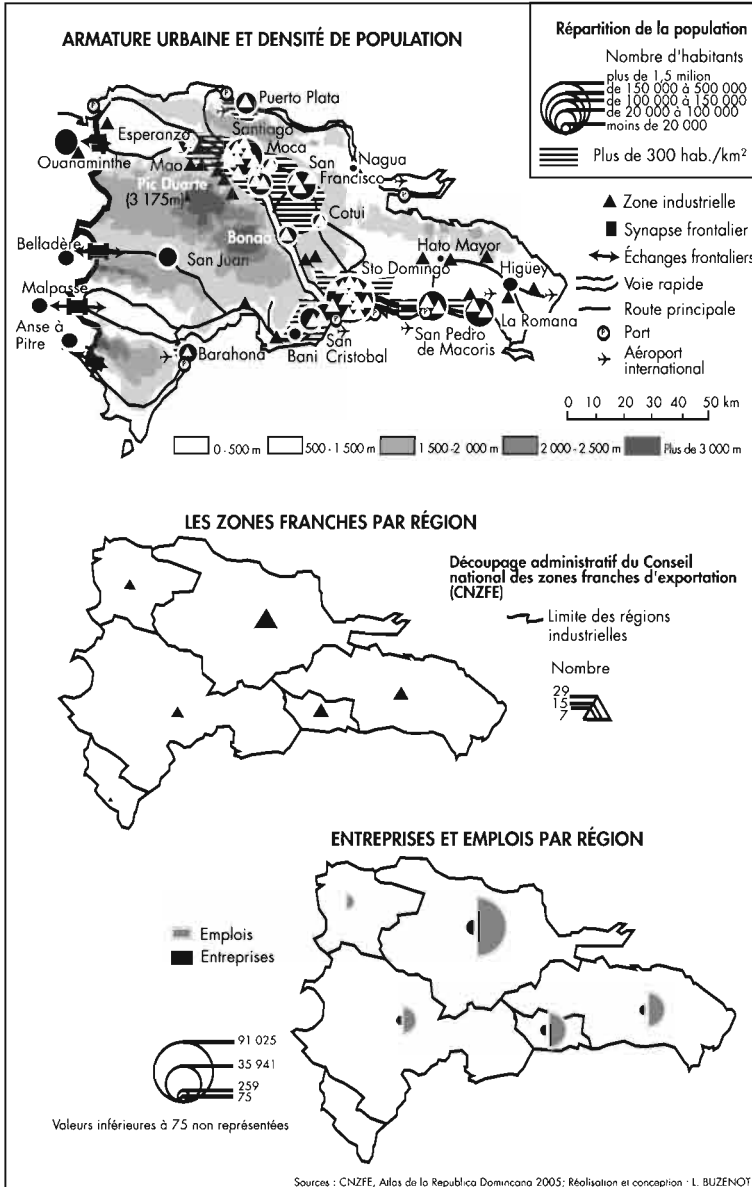 ARMATURE URBAINE ET DENSITÉ DE POPULATION
Répartition de la population
Nombre d'habitants
plus de 1,5 milion
de 150 000 à 500 000
de 100 000 à 150 000
de 20 000 à 100 000
moins de 20 000
Plus de 300 hab./km²
Puerto Plata
Esperanzo
Santiago
Moca
Ouanaminthe
Mao
San
Francisco
Nagua
Pic Duarte
(3 175m)
Cotui
Bonao
Belladère
San Juan
Hato Mayor
Sto Domingo
Higüey
Malpasse
Anse à
Pitre
Barahona
Bani
San
Cristobal
San Pedro
de Macoris
La Romana
Zone industrielle
Synapse frontalier
Échanges frontaliers
Voie rapide
Route principale
P Port
Aéroport
international
0 10 20 30 40 50 km
0 - 500 m
500 - 1 500 m
1 500 -2 000 m
2 000 - 2 500 m
Plus de 3 000 m
LES ZONES FRANCHES PAR RÉGION
Découpage administratif du Conseil
national des zones franches d'exportation
(CNZFE)
Limite des régions
industrielles
Nombre
29
15
7
ENTREPRISES ET EMPLOIS PAR RÉGION
Emplois
Entreprises
91 025
35 941
259
75
Valeurs inférieures à 75 non représentées
Sources : CNZFE, Atlas de la Republica Domincana 2005; Réalisation et conception : L. BUZENOT